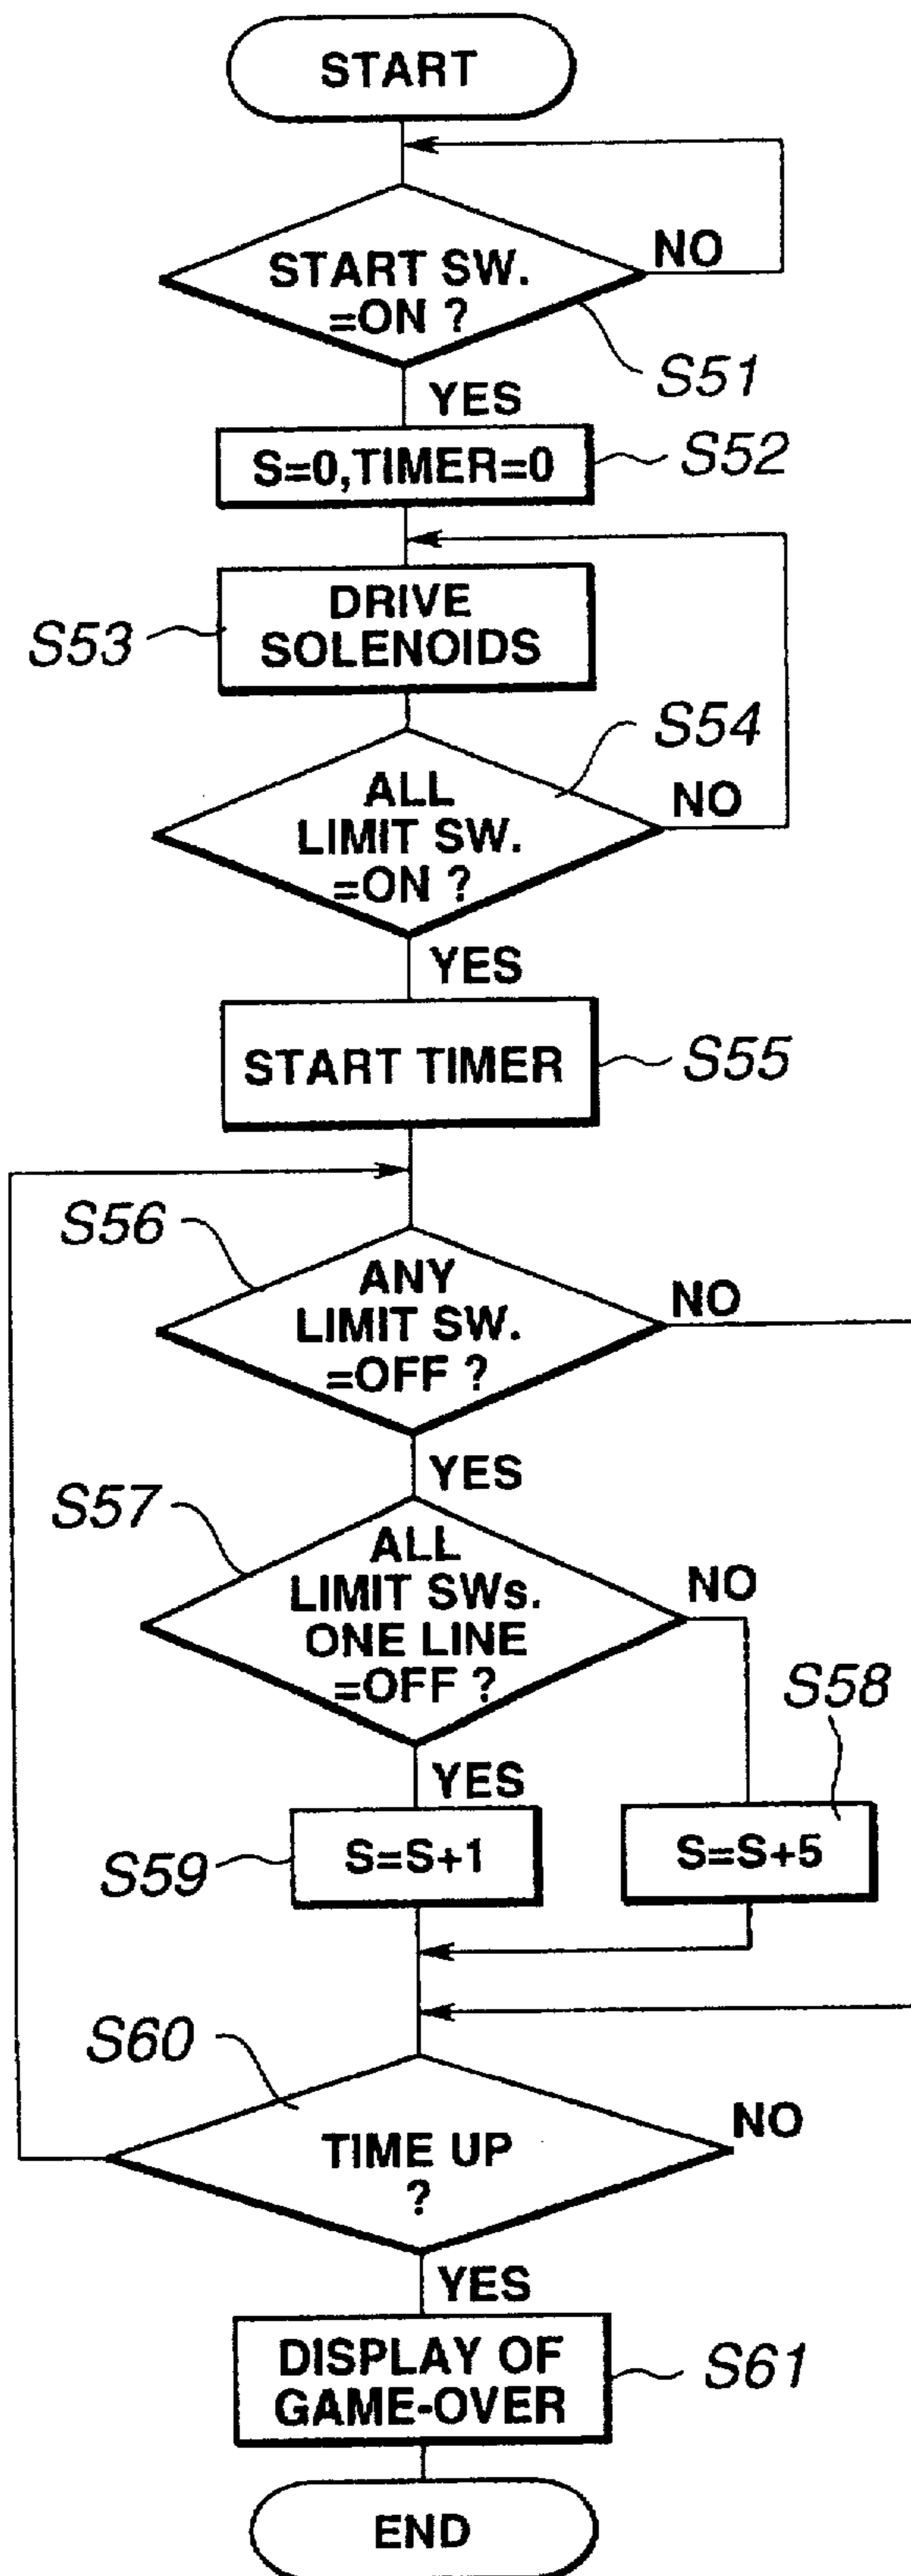 START
START SW.
=ON ?
NO
S51
YES
S=0,TIMER=0
S52
DRIVE
SOLENOIDS
S53
S54
ALL
LIMIT SW.
=ON ?
NO
YES
START TIMER
S55
S56
ANY
LIMIT SW.
=OFF ?
NO
YES
S57
ALL
LIMIT SWs.
ONE LINE
=OFF ?
NO
S58
YES
S=S+1
S=S+5
S59
S60
TIME UP
?
NO
YES
DISPLAY OF
GAME-OVER
S61
END